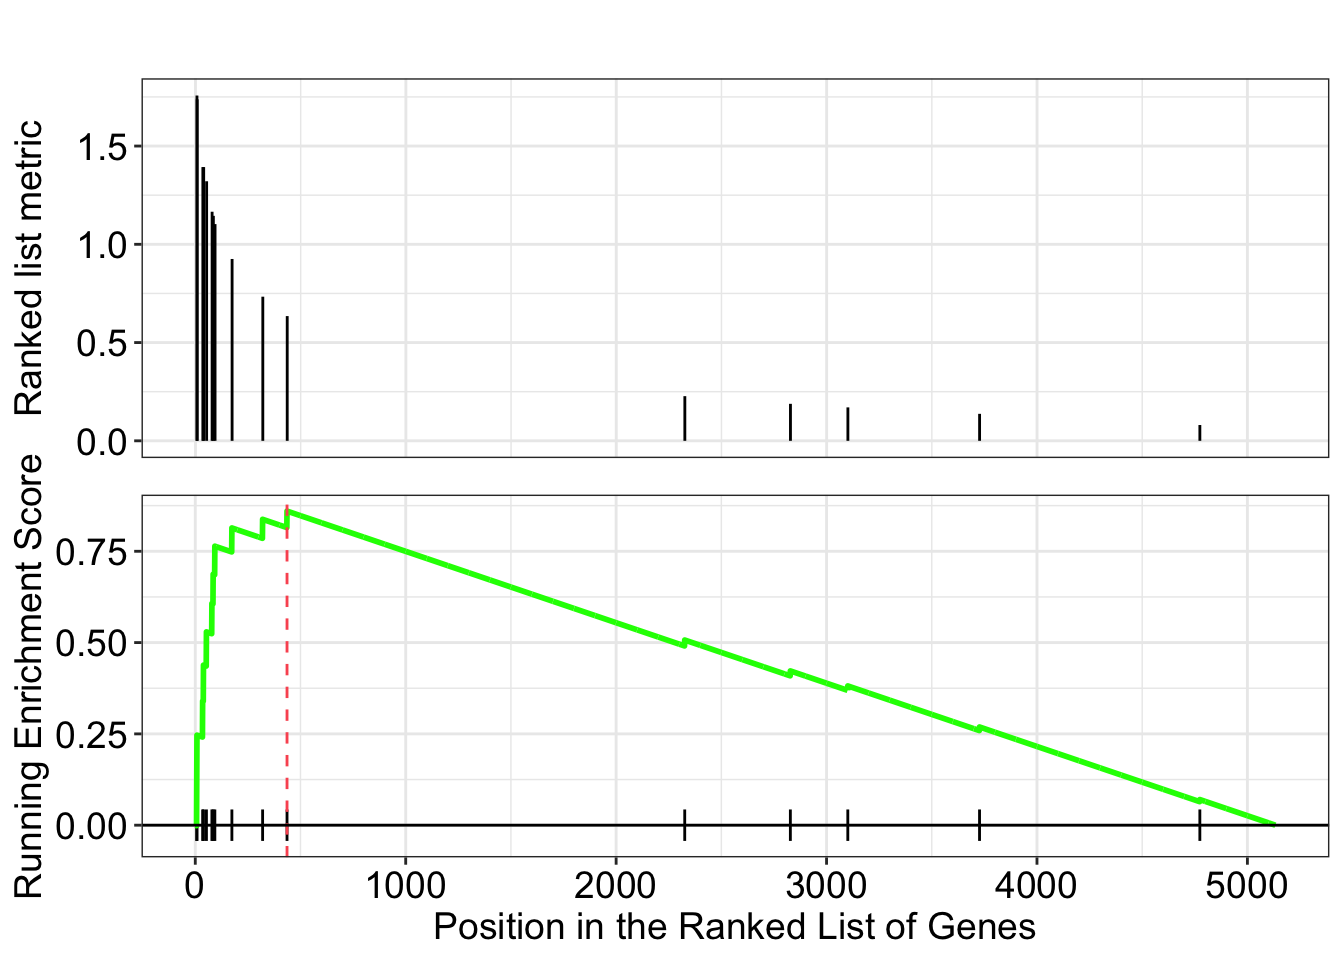 Ranked list metric
1.5
1.0
0.5
0.0
Running Enrichment Score
0.75
0.50
0.25
0.00
0 1000 2000 3000 4000 5000
Position in the Ranked List of Genes